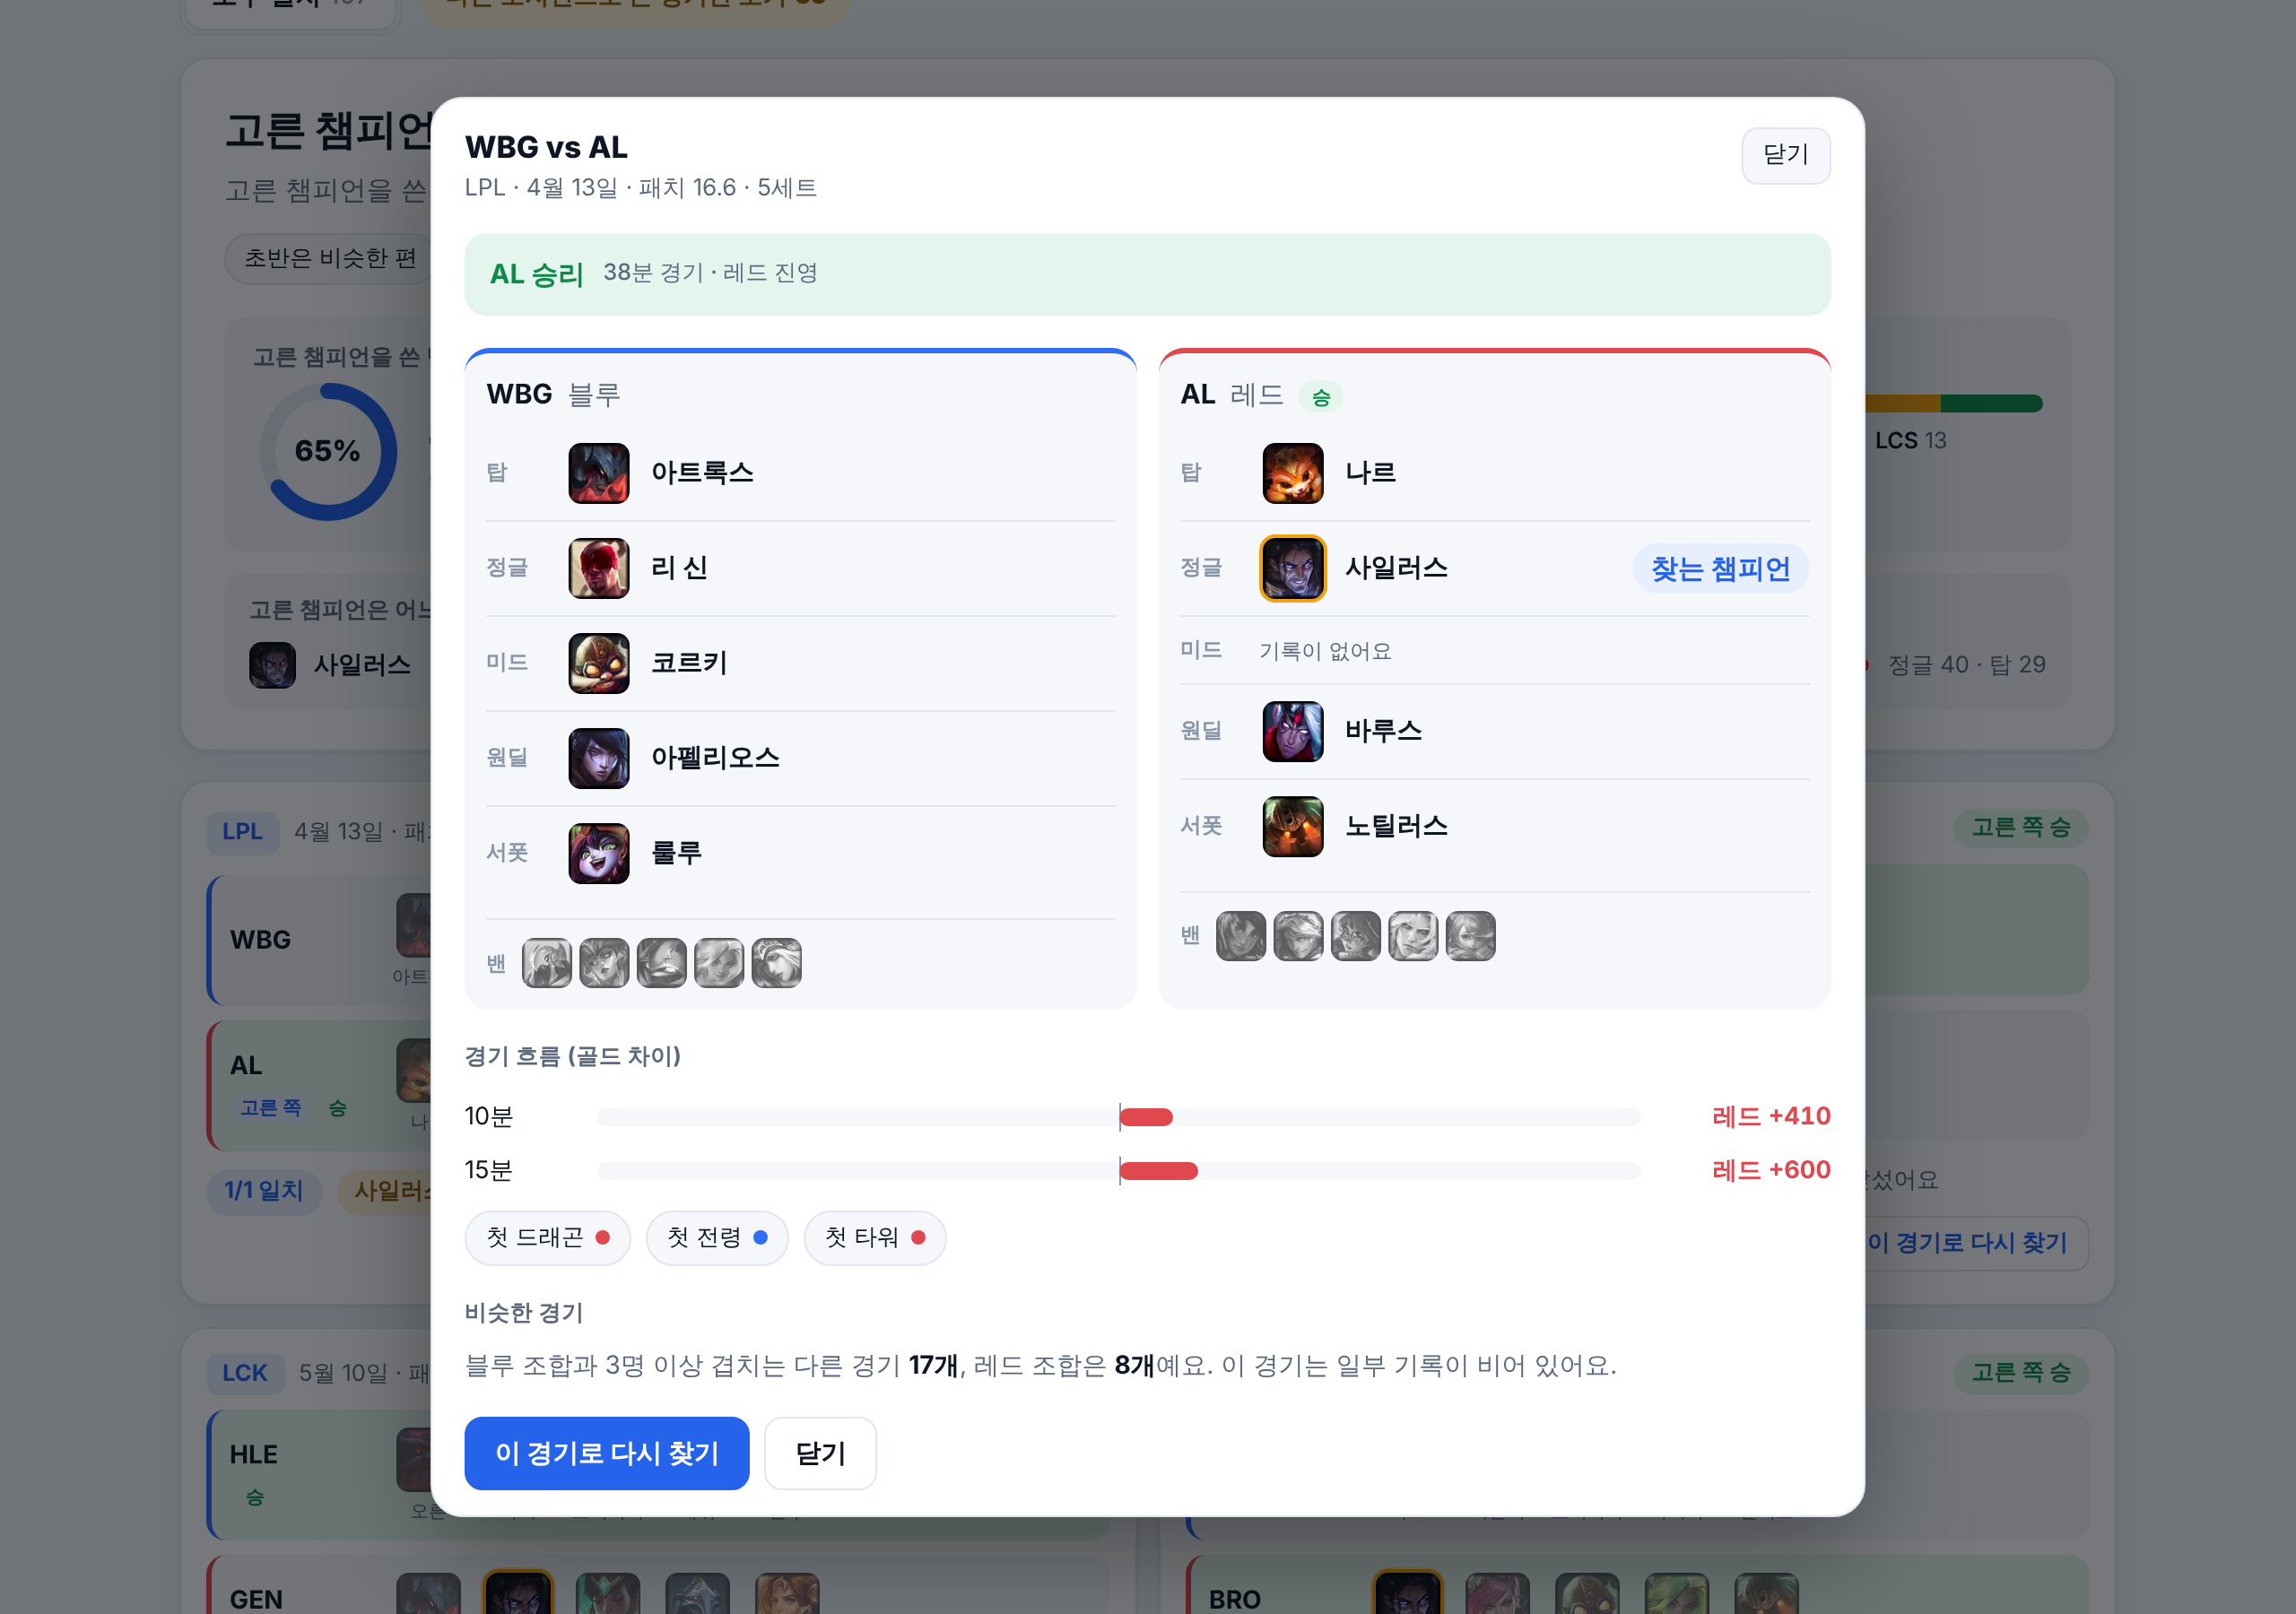 고른 챔피언
고른 챔피언을 쓴
초반은 비슷한 편
고른 챔피언을 쓴
65%
LCS 13
고른 챔피언은 어느
사일러스
정글 40 · 탑 29
WBG vs AL
닫기
LPL · 4월 13일 · 패치 16.6 · 5세트
AL 승리 38분 경기 · 레드 진영
WBG 블루
탑 아트록스
정글 리 신
미드 코르키
원딜 아펠리오스
서폿 룰루
밴
AL 레드 승
탑 나르
정글 사일러스 찾는 챔피언
미드 기록이 없어요
원딜 바루스
서폿 노틸러스
밴
경기 흐름 (골드 차이)
10분 레드 +410
15분 레드 +600
첫 드래곤 첫 전령 첫 타워
비슷한 경기
블루 조합과 3명 이상 겹치는 다른 경기 17개, 레드 조합은 8개예요. 이 경기는 일부 기록이 비어 있어요.
이 경기로 다시 찾기 닫기
LPL 4월 13일 · 패
고른 쪽 승
WBG
아트
AL
고른 쪽 승
나
1/1 일치 사일러스
이 경기로 다시 찾기
LCK 5월 10일 · 패
고른 쪽 승
HLE
승
오른
GEN
BRO